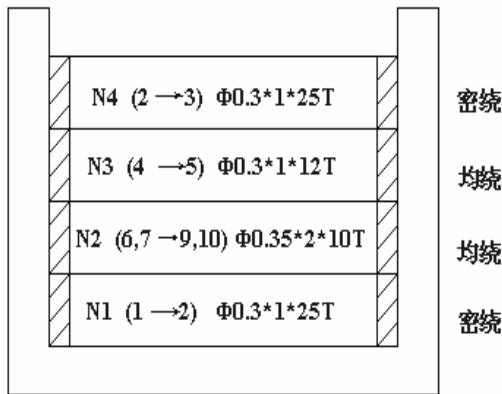 N4 (2 →3) Φ0.3*1*25T 密绕
N3 (4 →5) Φ0.3*1*12T 均绕
N2 (6,7 →9,10) Φ0.35*2*10T 均绕
N1 (1 →2) Φ0.3*1*25T 密绕